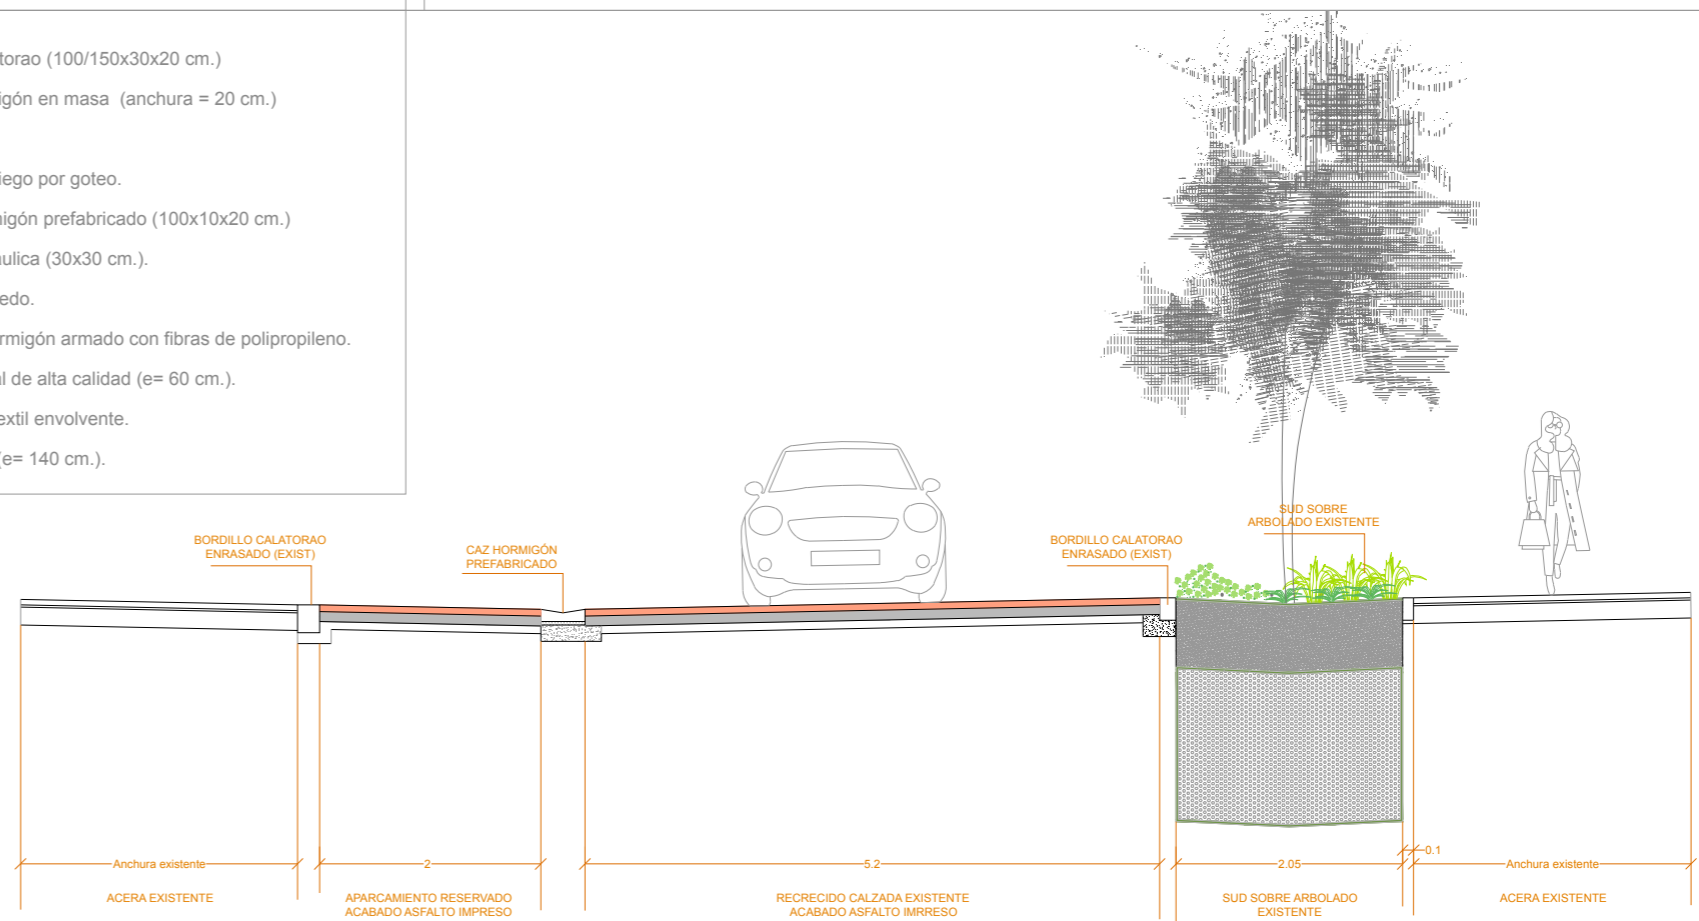 torao (100/150x30x20 cm.)
igón en masa (anchura = 20 cm.)
iego por goteo.
migón prefabricado (100x10x20 cm.)
áulica (30x30 cm.).
edo.
rmigón armado con fibras de polipropileno.
al de alta calidad (e= 60 cm.).
extil envolvente.
(e= 140 cm.).
SUD SOBRE
ARBOLADO EXISTENTE
BORDILLO CALATORAO
ENRASADO (EXIST)
CAZ HORMIGÓN
PREFABRICADO
BORDILLO CALATORAO
ENRASADO (EXIST)
Anchura existente
2
5.2
2.05
0.1
Anchura existente
ACERA EXISTENTE
APARCAMIENTO RESERVADO
ACABADO ASFALTO IMPRESO
RECRECIDO CALZADA EXISTENTE
ACABADO ASFALTO IMRRESO
SUD SOBRE ARBOLADO
EXISTENTE
ACERA EXISTENTE